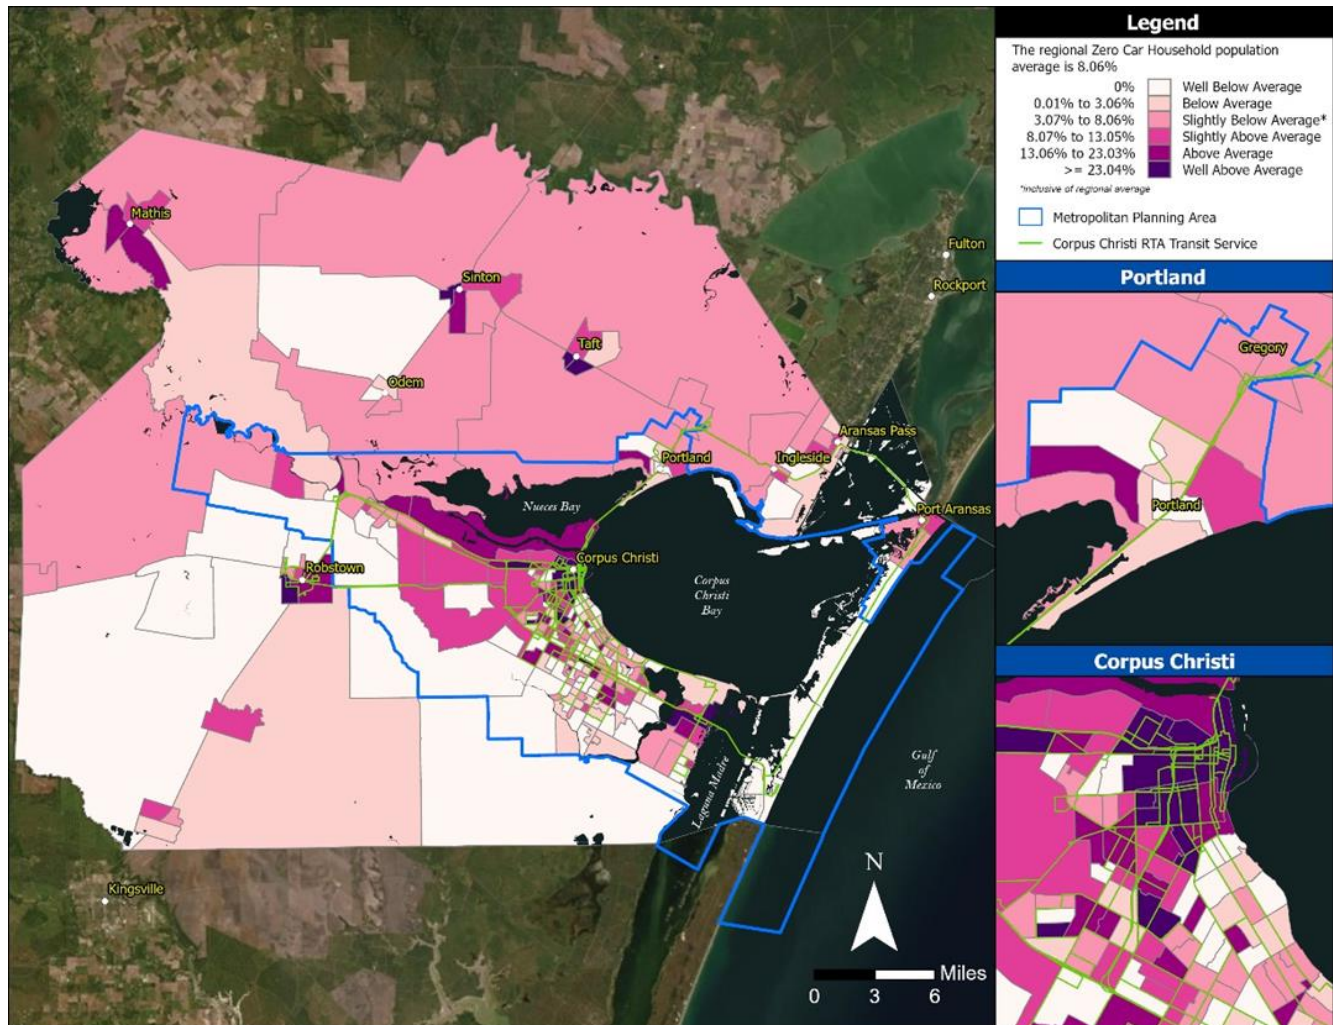 Legend
The regional Zero Car Household population
average is 8.06%
0% Well Below Average
0.01% to 3.06% Below Average
3.07% to 8.06% Slightly Below Average*
8.07% to 13.05% Slightly Above Average
13.06% to 23.03% Above Average
>= 23.04% Well Above Average
*Inclusive of regional average
Metropolitan Planning Area
Corpus Christi RTA Transit Service
Mathis
Sinton
Taft
Odem
Fulton
Rockport
Aransas Pass
Portland
Ingleside
Nueces Bay
Port Aransas
Corpus Christi
Robstown
Corpus
Christi
Bay
Gulf
of
Mexico
Laguna Madre
Kingsville
N
Miles
0 3 6
Portland
Gregory
Portland
Corpus Christi